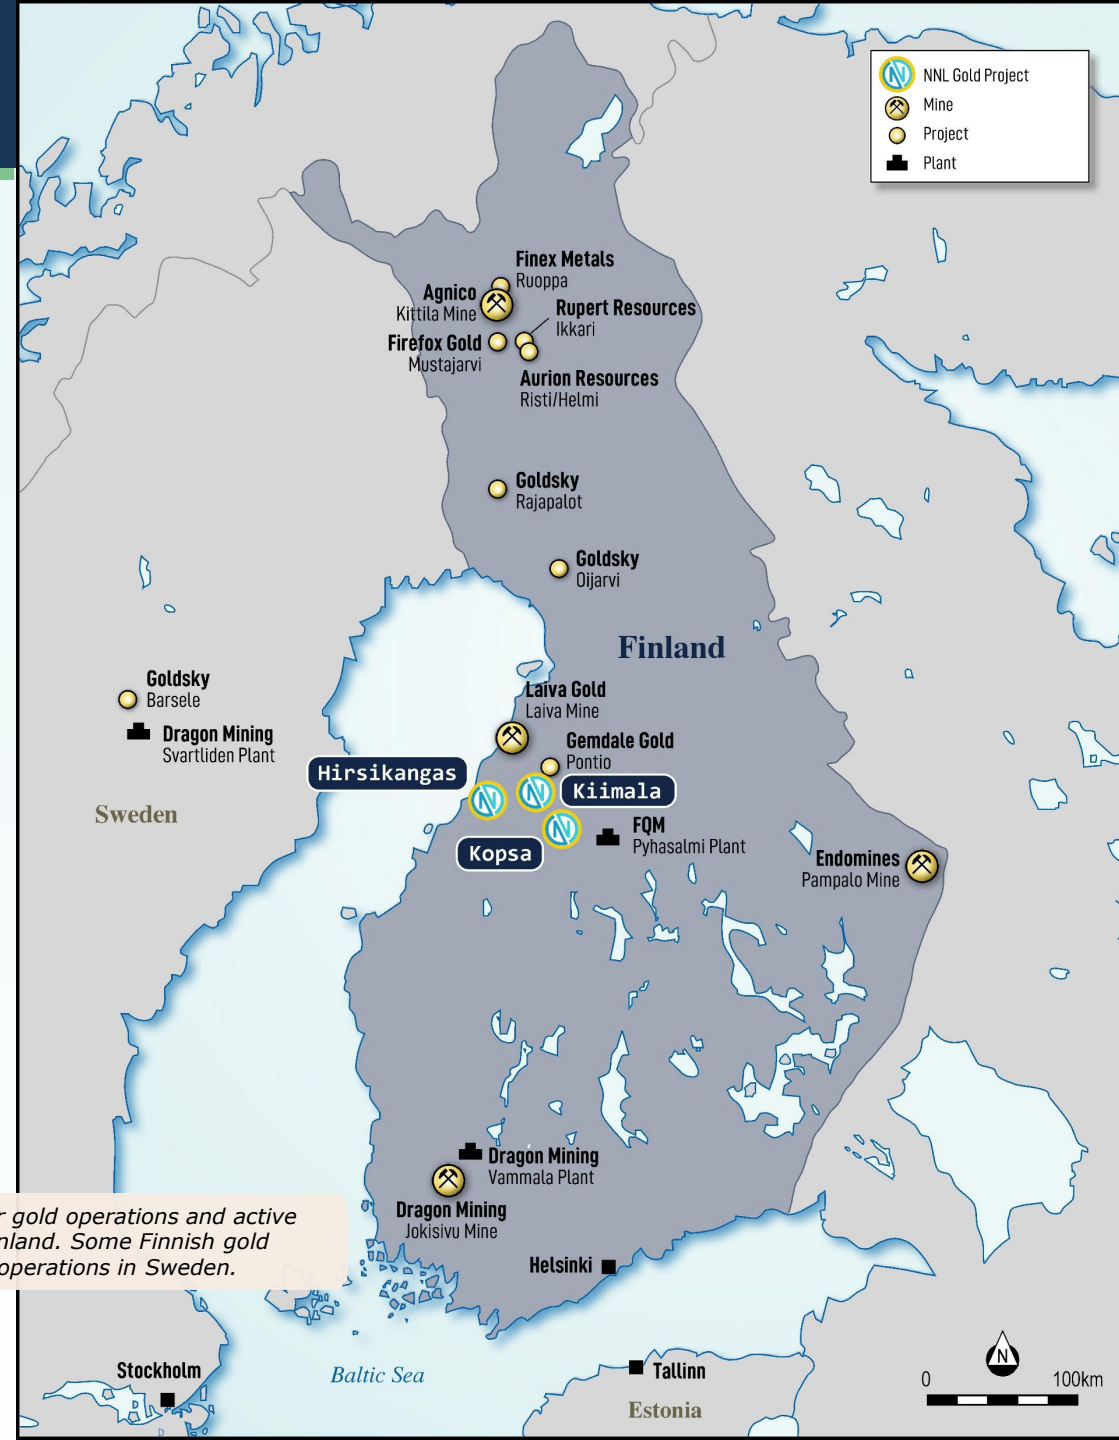 NNL Gold Project
Mine
Project
Plant
Finex Metals
Ruoppa
Agnico
Kittila Mine
Rupert Resources
Ikkari
Firefox Gold
Mustajarvi
Aurion Resources
Risti/Helmi
Goldsky
Rajapalot
Goldsky
Oijarvi
Finland
Goldsky
Barsele
Dragon Mining
Svartliden Plant
Laiva Gold
Laiva Mine
Gemdale Gold
Pontio
Hirsikangas
Kiimala
Kopsa
FQM
Pyhasalmi Plant
Sweden
Endomines
Pampalo Mine
Dragon Mining
Vammala Plant
Dragon Mining
Jokisivu Mine
gold operations and active
Some Finnish gold
operations in Sweden.
Helsinki
Stockholm
Baltic Sea
Tallinn
Estonia
N
0 100km